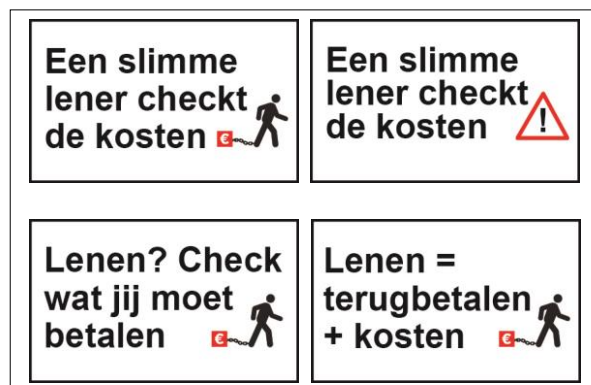 Een slimme
lener checkt
de kosten €
Een slimme
lener checkt
de kosten !
Lenen? Check
wat jij moet
betalen €
Lenen =
terugbetalen
+ kosten €